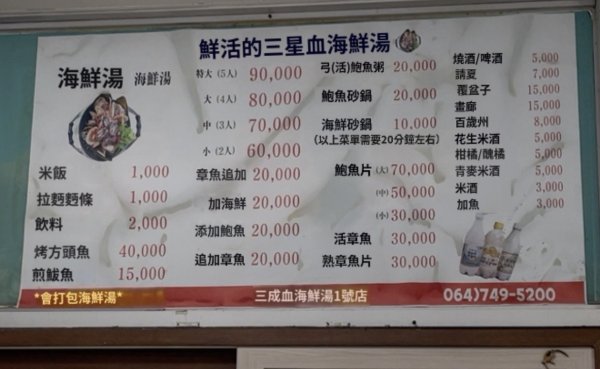 鮮活的三星血海鮮湯
海鮮湯 海鮮湯
米飯 1,000
拉麵麵條 1,000
飲料 2,000
烤方頭魚 40,000
煎鯃魚 15,000
特大 (5人) 90,000
大 (4人) 80,000
中 (3人) 70,000
小 (2人) 60,000
章魚追加 20,000
加海鮮 20,000
添加鮑魚 20,000
追加章魚 20,000
弓(活)鮑魚粥 20,000
鮑魚砂鍋 20,000
海鮮砂鍋 10,000
(以上菜單需要20分鐘左右)
鮑魚片 (大) 70,000
(中) 50,000
(小) 30,000
活章魚 30,000
熟章魚片 30,000
燒酒/啤酒 5,000
請夏 7,000
覆盆子 15,000
畫廊 15,000
百歲州 8,000
花生米酒 5,000
柑橘/醜橘 5,000
青麥米酒 5,000
米酒 3,000
加魚 3,000
*會打包海鮮湯*
三成血海鮮湯1號店
064)749-5200